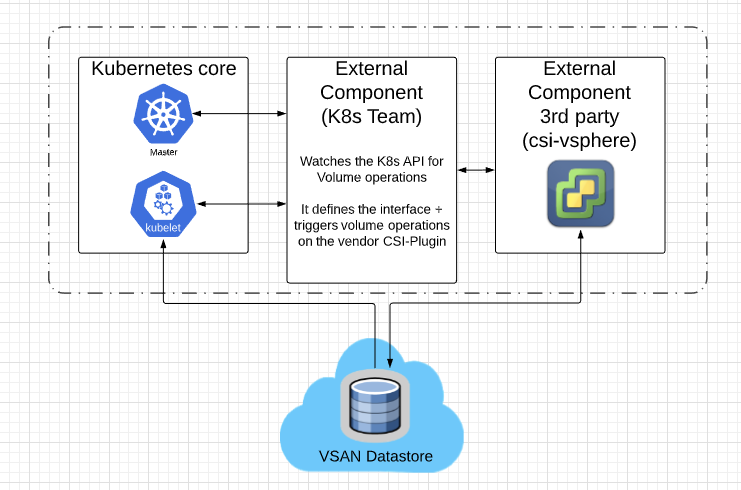 Kubernetes core
Master
kubelet
External
Component
(K8s Team)
Watches the K8s API for
Volume operations
It defines the interface +
triggers volume operations
on the vendor CSI-Plugin
External
Component
3rd party
(csi-vsphere)
VSAN Datastore